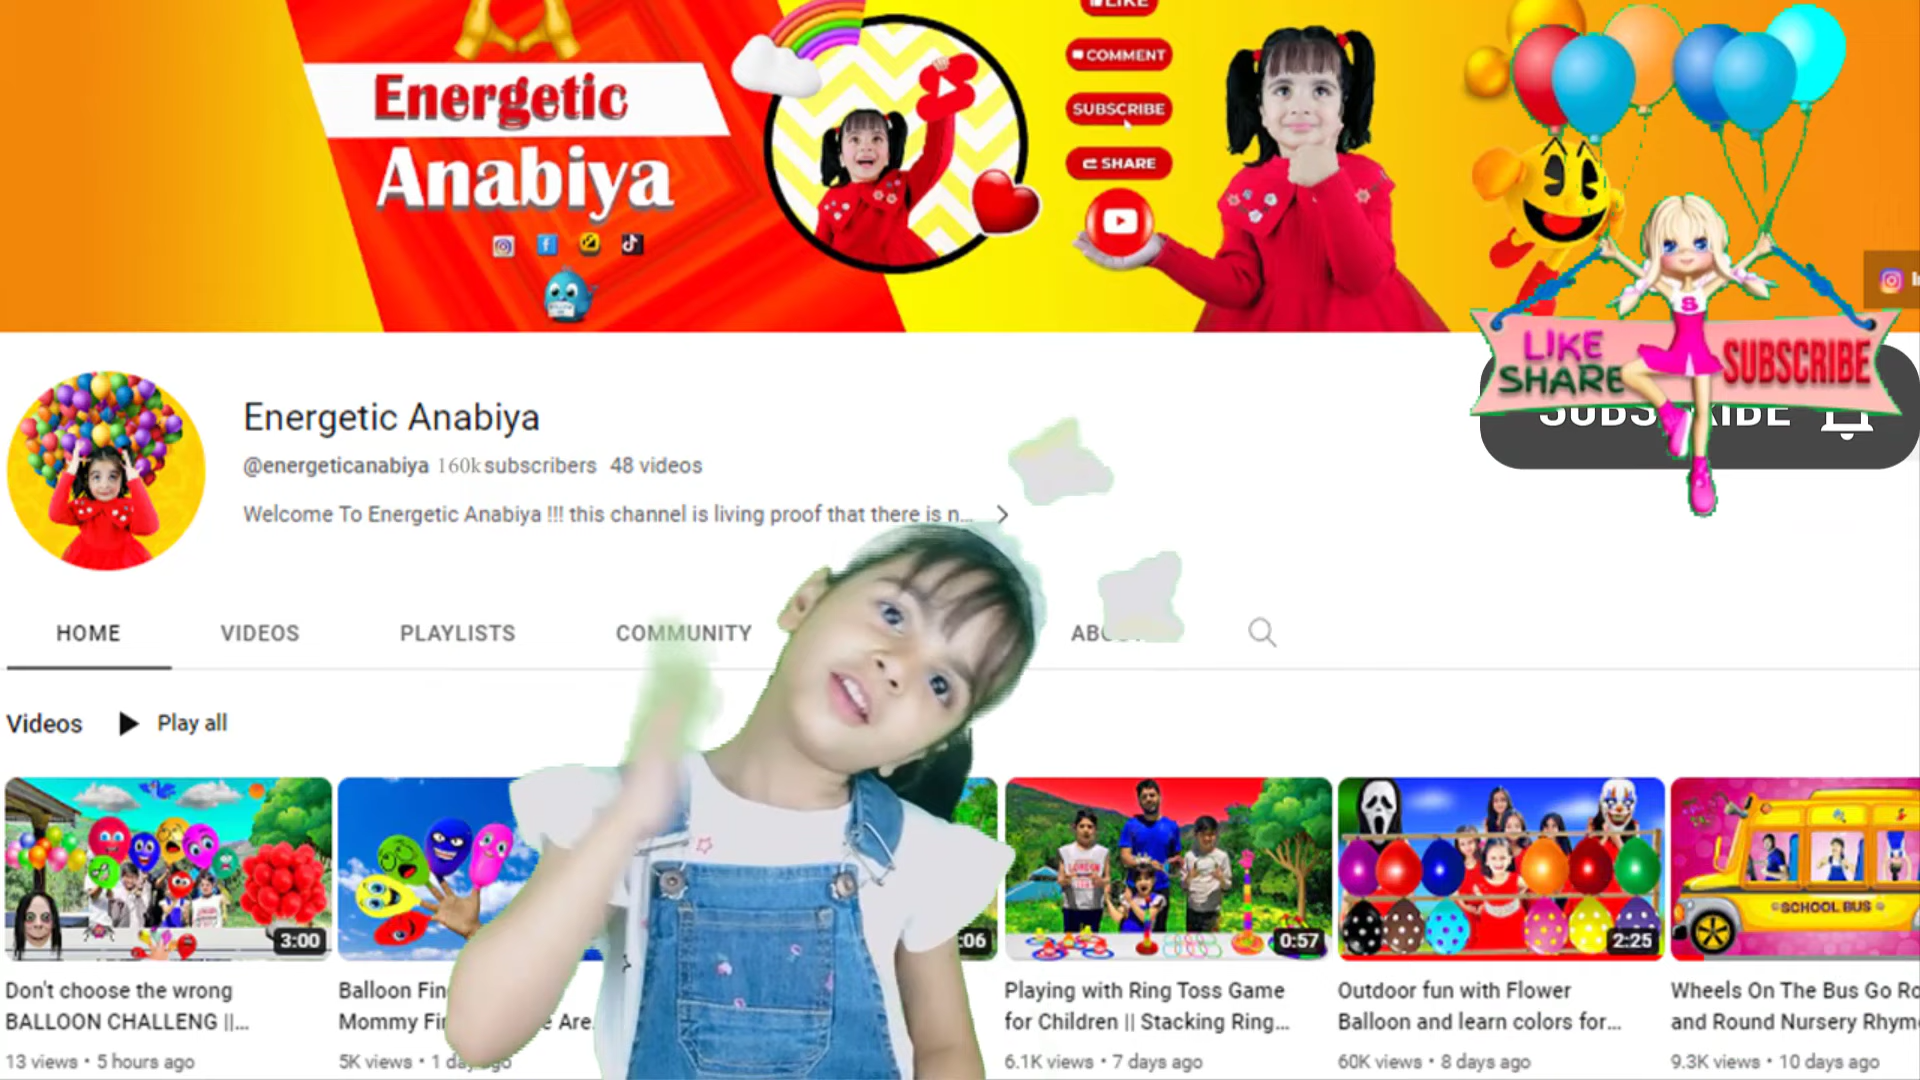 LIKE
COMMENT
SUBSCRIBE
SHARE
Energetic
Anabiya
LIKE
SHARE
SUBSCRIBE
SUBSCRIBE
Energetic Anabiya
@energeticanabiya 160k subscribers 48 videos
Welcome To Energetic Anabiya !!! this channel is living proof that there is n...
HOME VIDEOS PLAYLISTS COMMUNITY
Videos Play all
3:00
:06
0:57
2:25
SCHOOL BUS
Don't choose the wrong
BALLOON CHALLENG ||...
13 views • 5 hours ago
Balloon
Mommy
5K views • 1
Playing with Ring Toss Game
for Children || Stacking Ring...
6.1K views • 7 days ago
Outdoor fun with Flower
Balloon and learn colors for...
60K views • 8 days ago
Wheels On The Bus Go
and Round Nursery
9.3K views • 10 days ago